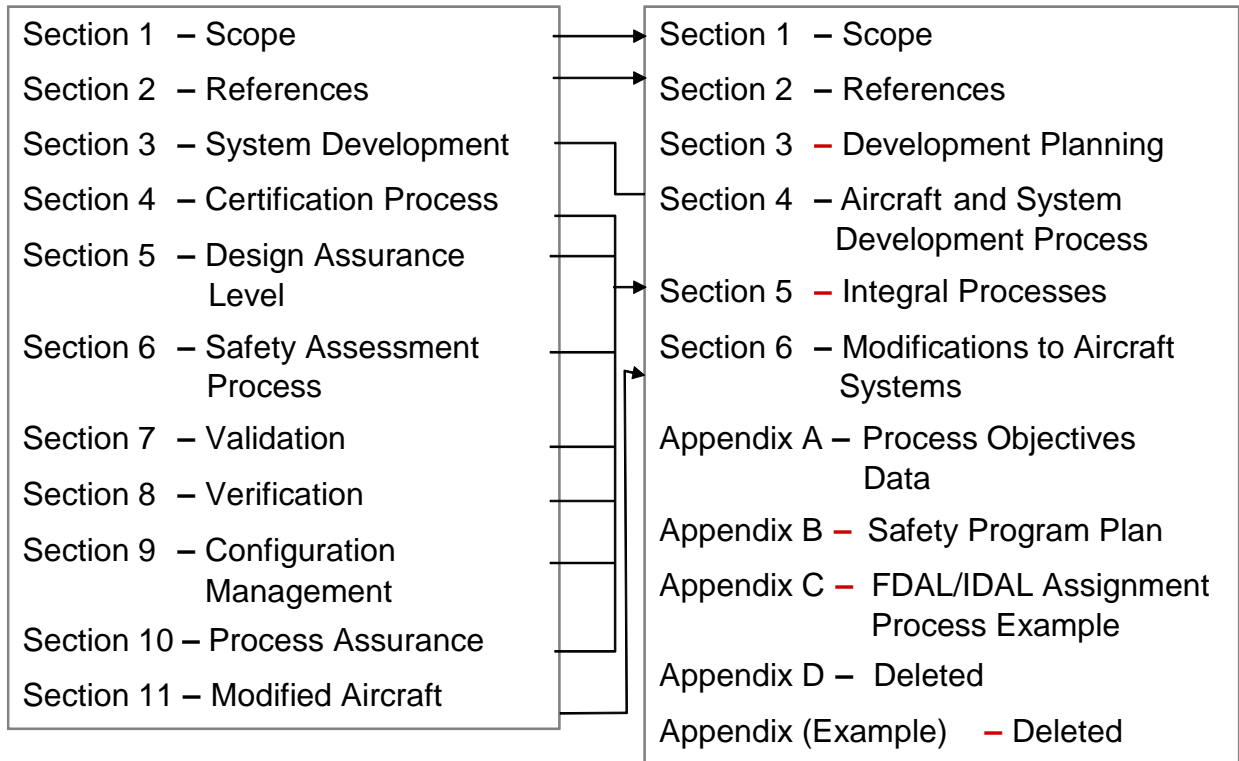 Section 1 – Scope
Section 2 – References
Section 3 – System Development
Section 4 – Certification Process
Section 5 – Design Assurance
Level
Section 6 – Safety Assessment
Process
Section 7 – Validation
Section 8 – Verification
Section 9 – Configuration
Management
Section 10 – Process Assurance
Section 11 – Modified Aircraft
Section 1 – Scope
Section 2 – References
Section 3 – Development Planning
Section 4 – Aircraft and System
Development Process
Section 5 – Integral Processes
Section 6 – Modifications to Aircraft
Systems
Appendix A – Process Objectives
Data
Appendix B – Safety Program Plan
Appendix C – FDAL/IDAL Assignment
Process Example
Appendix D – Deleted
Appendix (Example) – Deleted